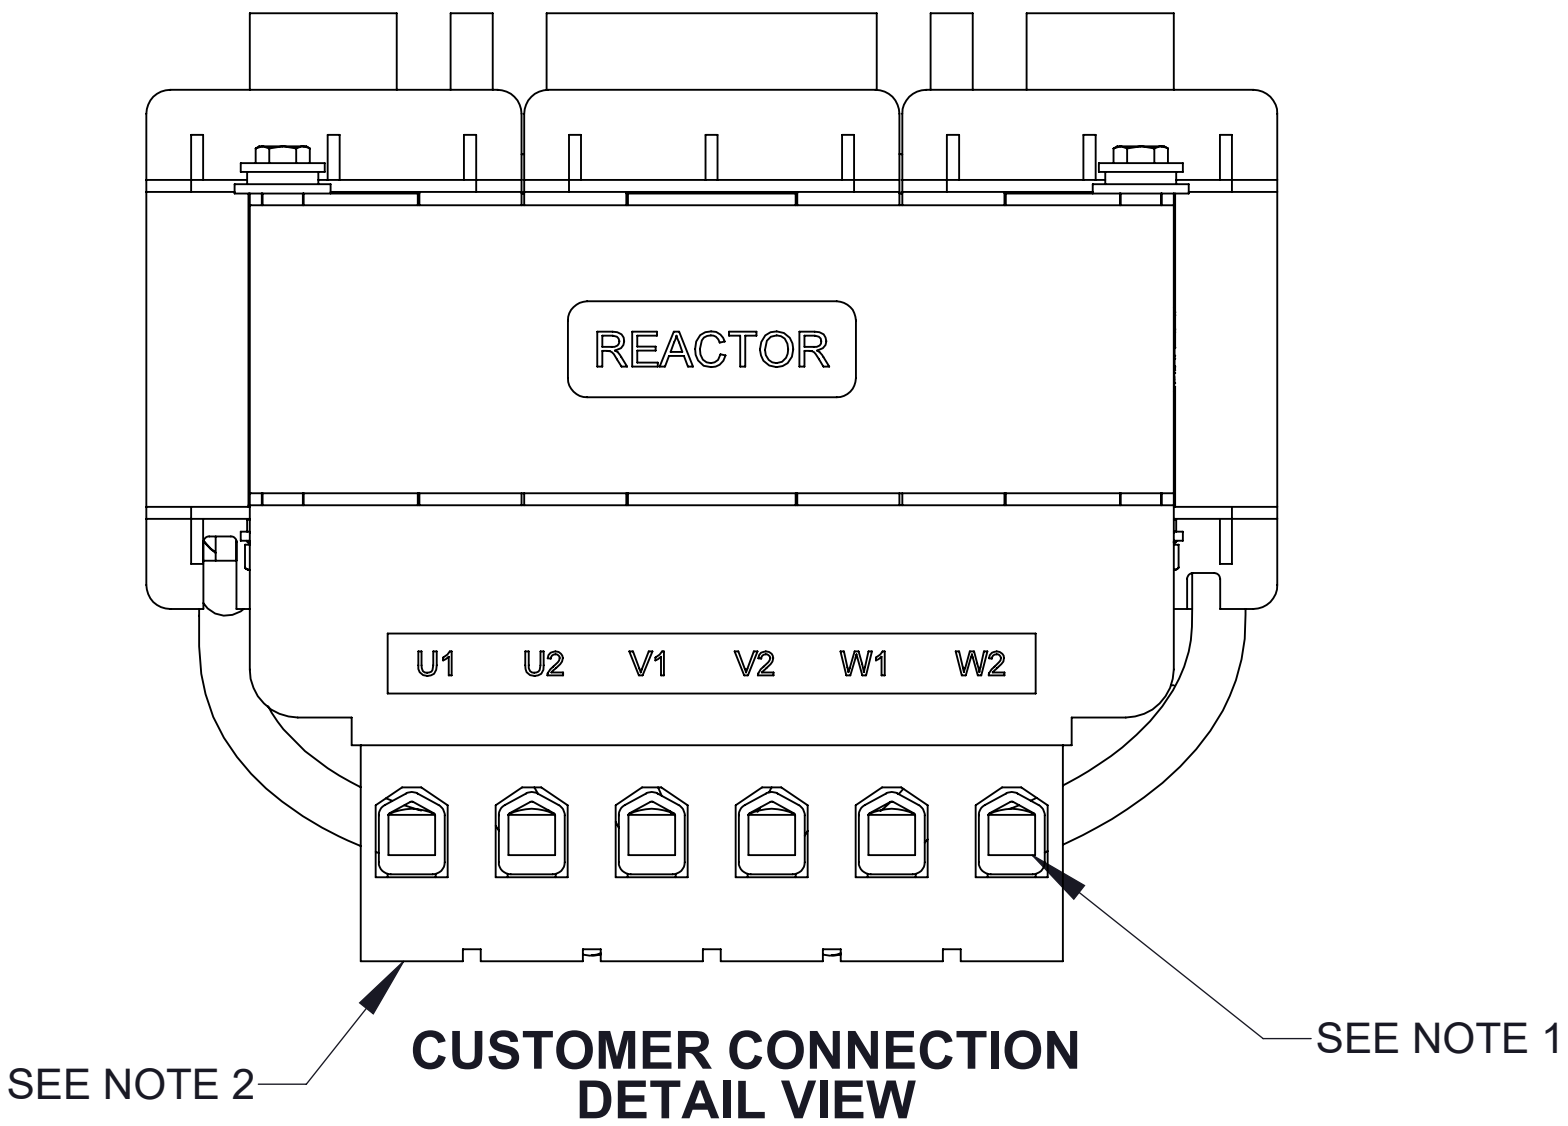 REACTOR
U1 U2 V1 V2 W1 W2
SEE NOTE 1
CUSTOMER CONNECTION
SEE NOTE 2
DETAIL VIEW